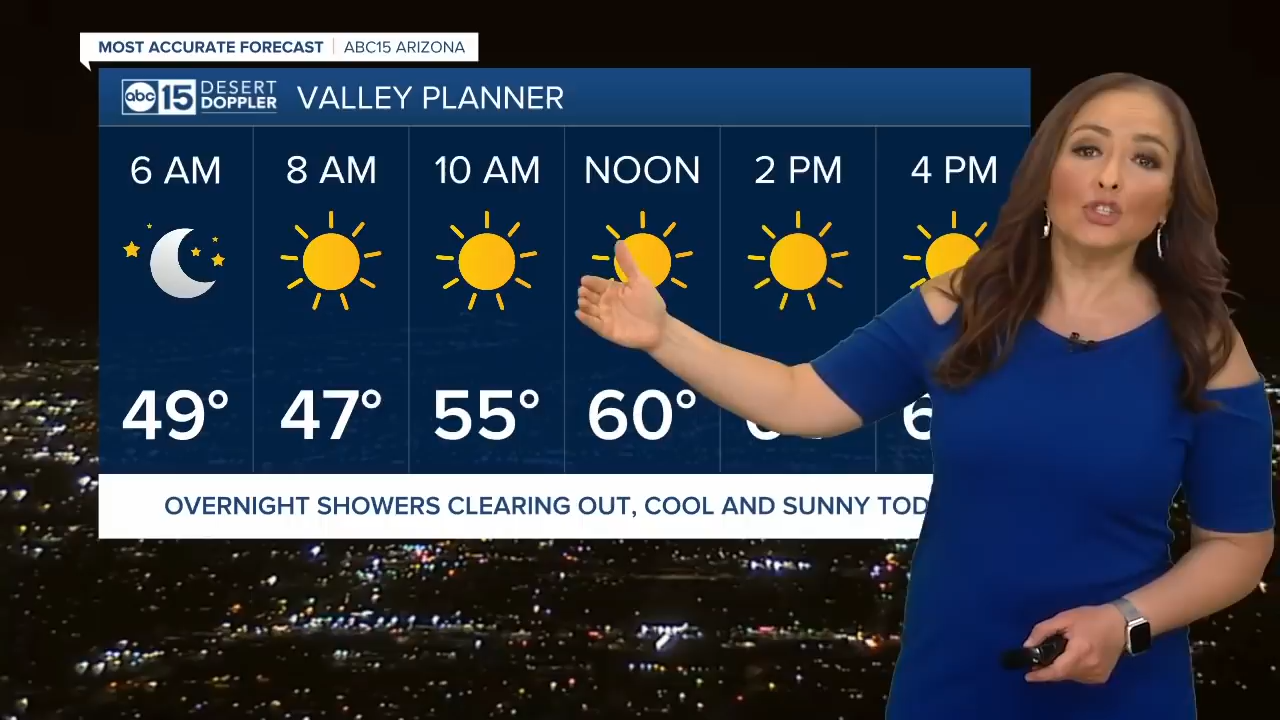 MOST ACCURATE FORECAST | ABC15 ARIZONA
abc 15 DESERT DOPPLER VALLEY PLANNER
6 AM 8 AM 10 AM NOON 2 PM 4 PM
49° 47° 55° 60°
OVERNIGHT SHOWERS CLEARING OUT, COOL AND SUNNY